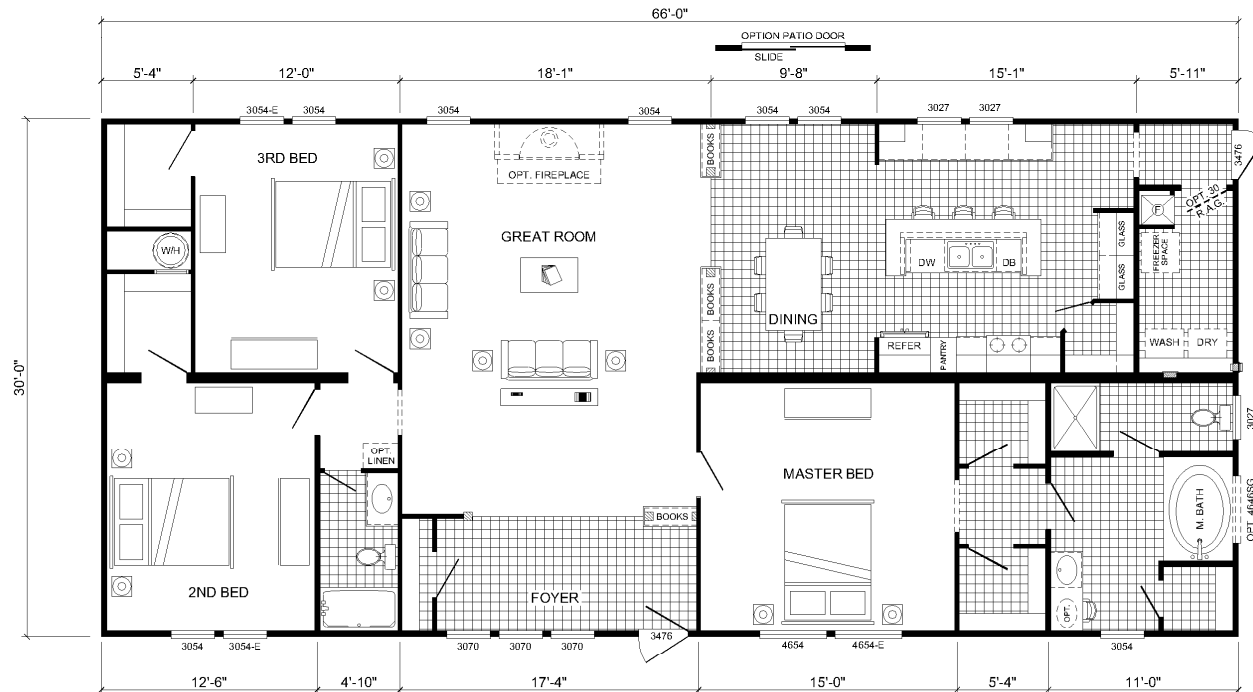 66'-0"
OPTION PATIO DOOR
SLIDE
5'-4" 12'-0" 18'-1" 9'-8" 15'-1" 5'-11"
3054-E 3054 3054 3054 3054 3054 3027 3027
3476
BOOKS
3RD BED
OPT. FIREPLACE
OPT. 30
R.A.G.
F
GREAT ROOM
W/H
GLASS
GLASS
FREEZER
SPACE
DW DB
BOOKS
BOOKS
DINING
REFER
PANTRY
WASH DRY
30'-0"
3027
OPT.
LINEN
MASTER BED
M. BATH
OPT. 4646SG
BOOKS
2ND BED
FOYER
OPT.
3054 3054-E 3070 3070 3070 3476 4654 4654-E 3054
12'-6" 4'-10" 17'-4" 15'-0" 5'-4" 11'-0"